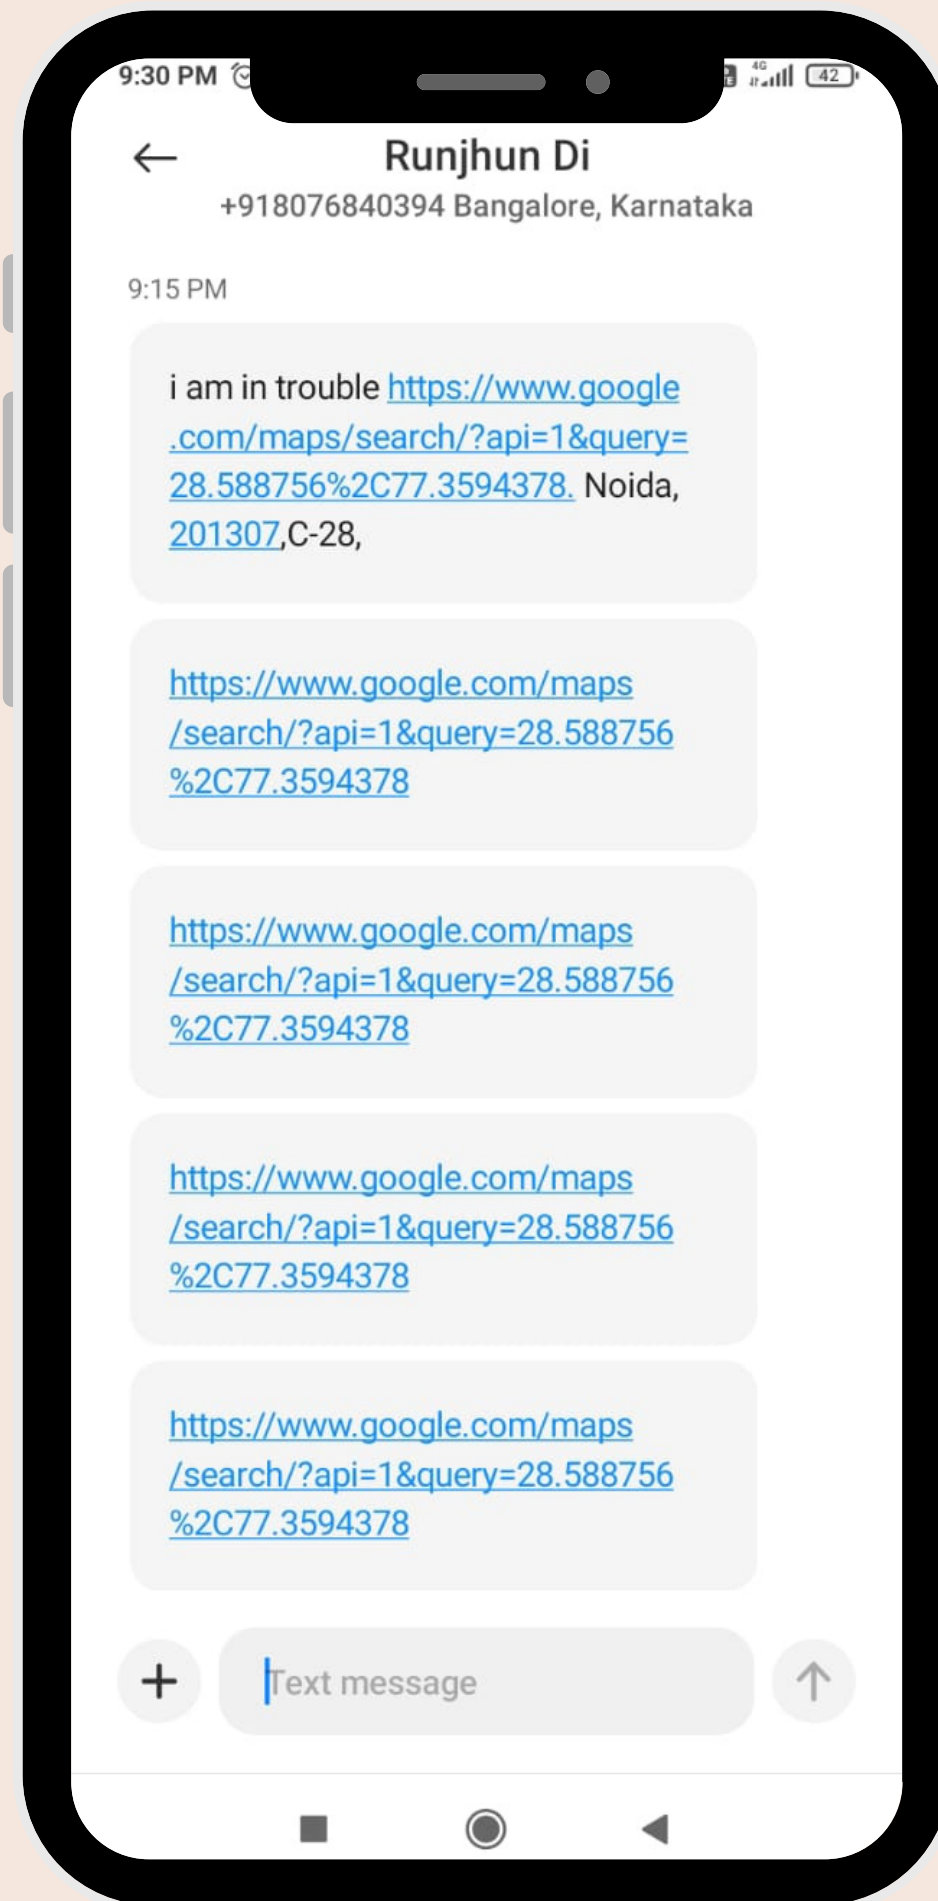 9:30 PM
4G
42
Runjhun Di
+918076840394 Bangalore, Karnataka
9:15 PM
i am in trouble https://www.google
.com/maps/search/?api=1&query=
28.588756%2C77.3594378. Noida,
201307,C-28,
https://www.google.com/maps
/search/?api=1&query=28.588756
%2C77.3594378
https://www.google.com/maps
/search/?api=1&query=28.588756
%2C77.3594378
https://www.google.com/maps
/search/?api=1&query=28.588756
%2C77.3594378
https://www.google.com/maps
/search/?api=1&query=28.588756
%2C77.3594378
Text message